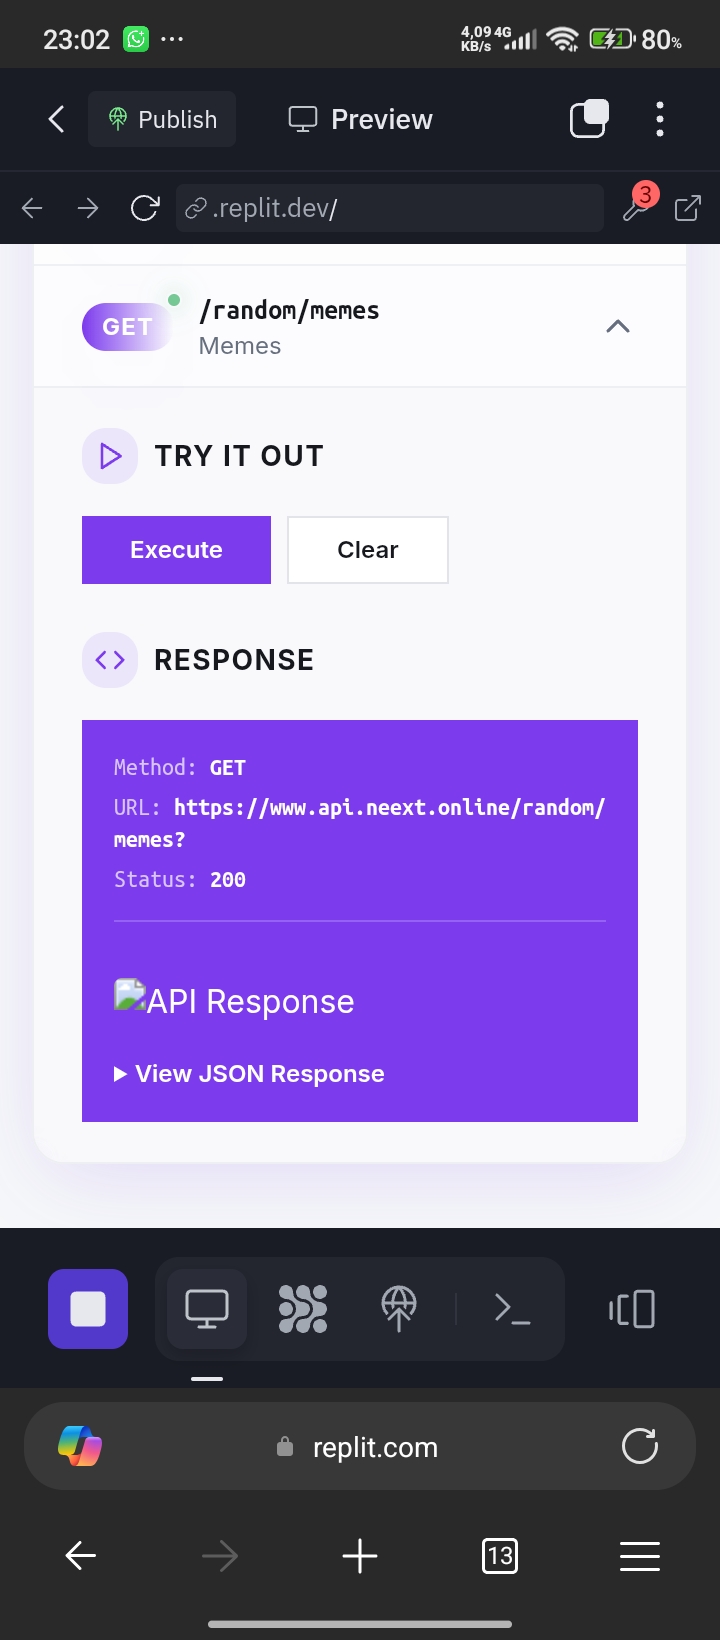 23:02 ... 4,09 4G KB/s 80%
Publish Preview
.replit.dev/ 3
GET /random/memes
Memes
TRY IT OUT
Execute Clear
RESPONSE
Method: GET
URL: https://www.api.neext.online/random/
memes?
Status: 200
API Response
View JSON Response
replit.com
13